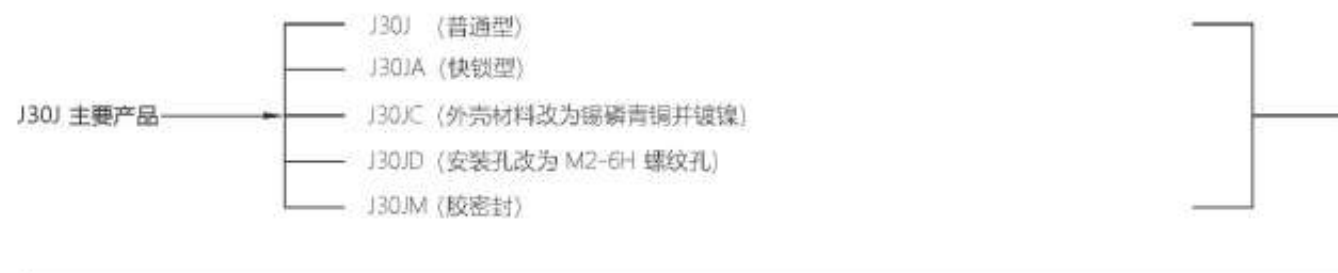 J30J （普通型）
J30JA （快锁型）
J30J 主要产品
J30JC （外壳材料改为锡磷青铜并镀镍）
J30JD （安装孔改为 M2-6H 螺纹孔）
J30JM （胶密封）